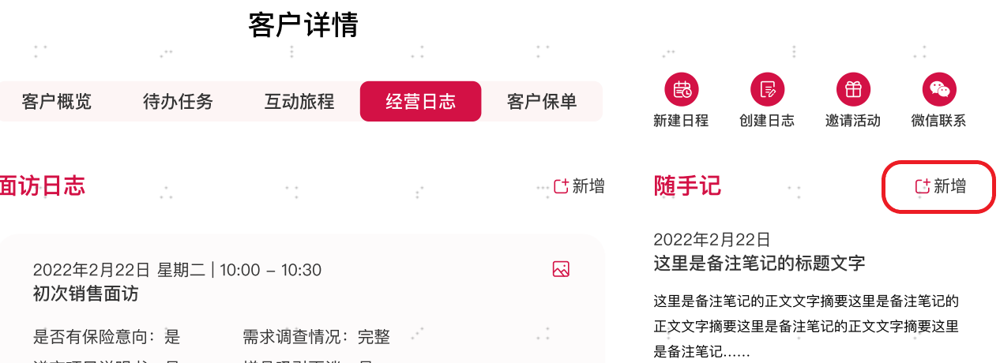 客户详情
客户概览 待办任务 互动旅程 经营日志 客户保单
新建日程 创建日志 邀请活动 微信联系
面访日志 新增
2022年2月22日 星期二 | 10:00 – 10:30
初次销售面访
是否有保险意向：是 需求调查情况：完整
随手记 新增
2022年2月22日
这里是备注笔记的标题文字
这里是备注笔记的正文文字摘要这里是备注笔记的
正文文字摘要这里是备注笔记的正文文字摘要这里
是备注笔记……